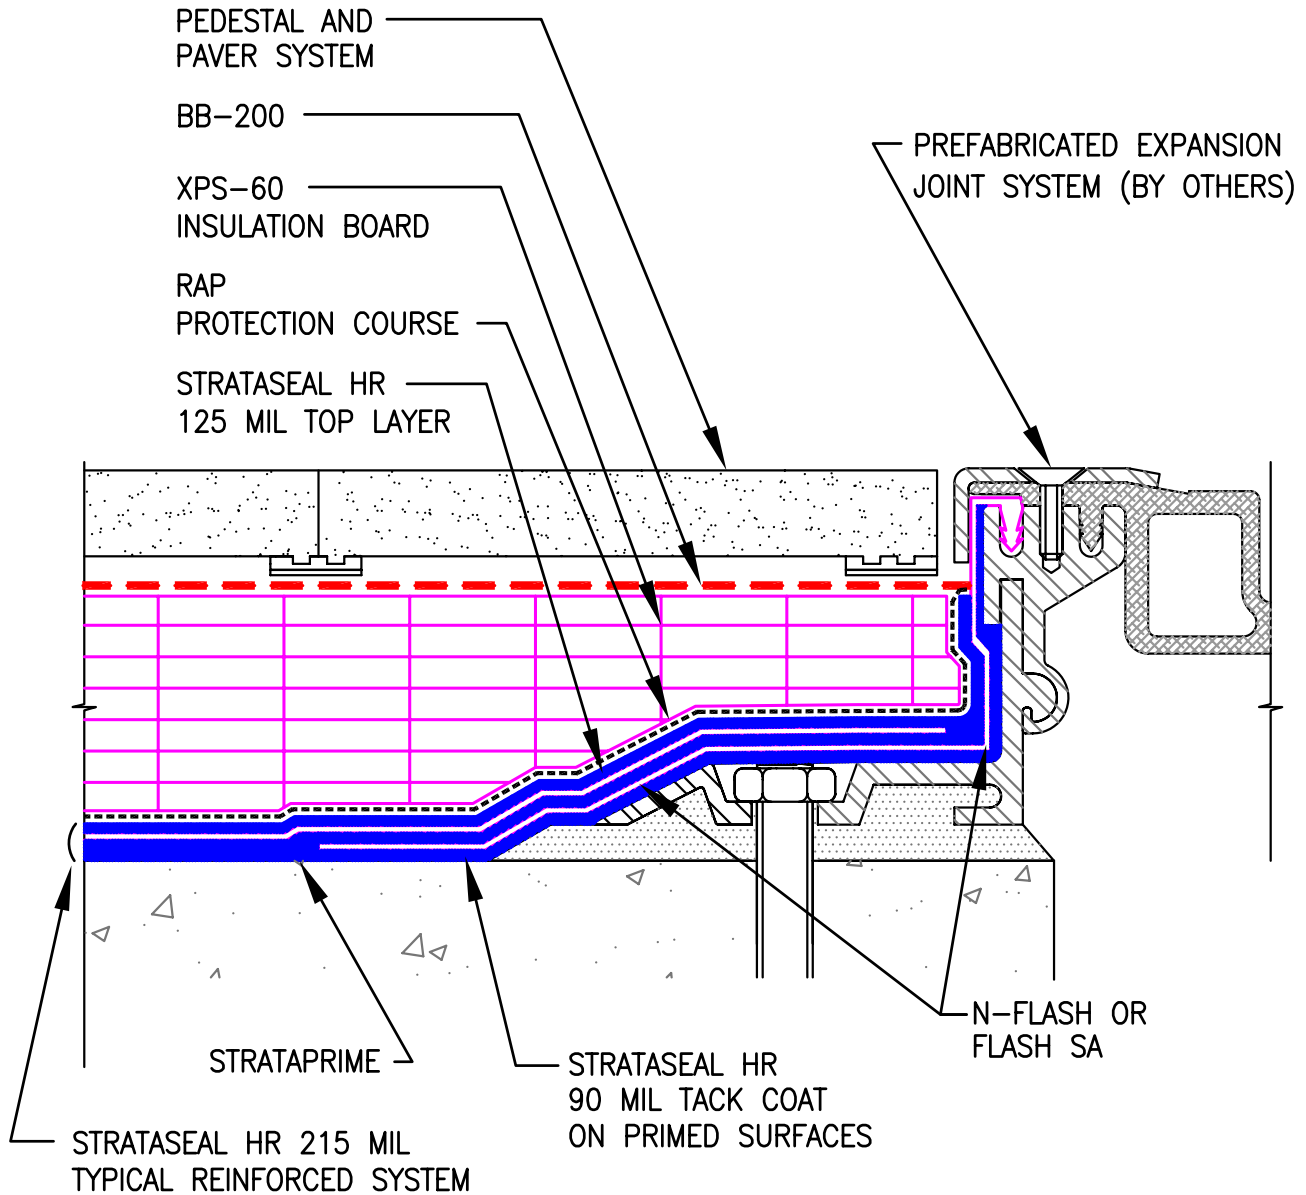 PEDESTAL AND
PAVER SYSTEM
BB-200
XPS-60
INSULATION BOARD
RAP
PROTECTION COURSE
STRATASEAL HR
125 MIL TOP LAYER
PREFABRICATED EXPANSION
JOINT SYSTEM (BY OTHERS)
N-FLASH OR
FLASH SA
STRATAPRIME
STRATASEAL HR
90 MIL TACK COAT
ON PRIMED SURFACES
STRATASEAL HR 215 MIL
TYPICAL REINFORCED SYSTEM